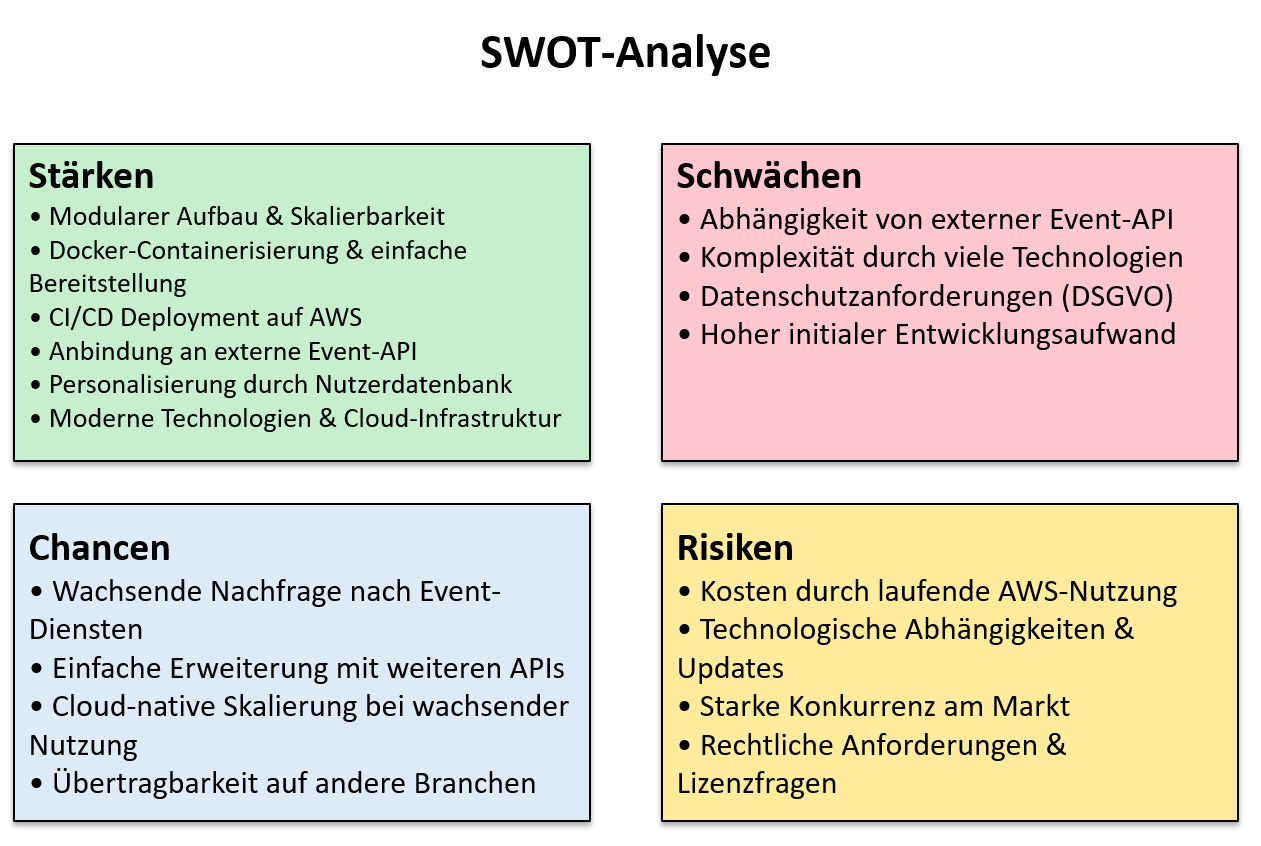 SWOT-Analyse
Stärken
• Modularer Aufbau & Skalierbarkeit
• Docker-Containerisierung & einfache
Bereitstellung
• CI/CD Deployment auf AWS
• Anbindung an externe Event-API
• Personalisierung durch Nutzerdatenbank
• Moderne Technologien & Cloud-Infrastruktur
Schwächen
• Abhängigkeit von externer Event-API
• Komplexität durch viele Technologien
• Datenschutzanforderungen (DSGVO)
• Hoher initialer Entwicklungsaufwand
Chancen
• Wachsende Nachfrage nach Event-
Diensten
• Einfache Erweiterung mit weiteren APIs
• Cloud-native Skalierung bei wachsender
Nutzung
• Übertragbarkeit auf andere Branchen
Risiken
• Kosten durch laufende AWS-Nutzung
• Technologische Abhängigkeiten &
Updates
• Starke Konkurrenz am Markt
• Rechtliche Anforderungen &
Lizenzfragen